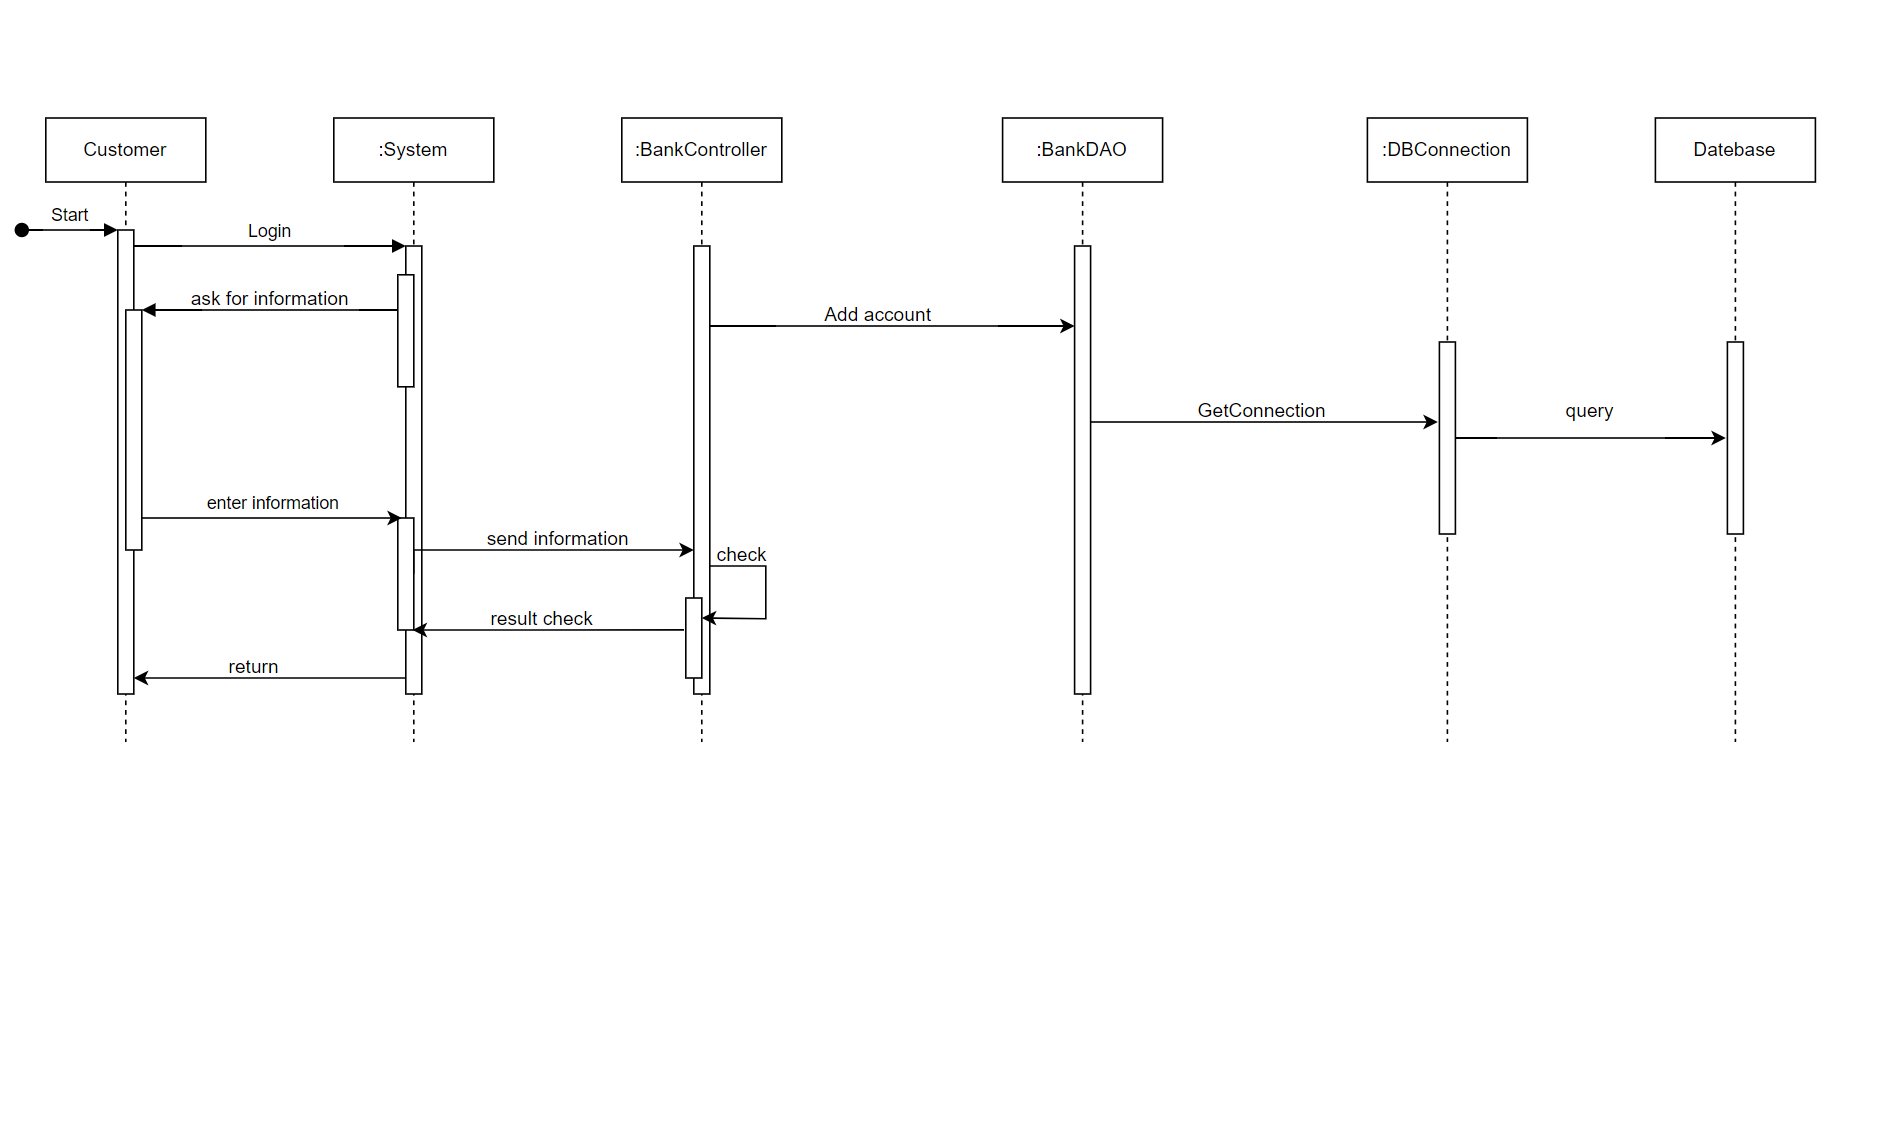 Customer
:System
:BankController
:BankDAO
:DBConnection
Datebase
Start
Login
ask for information
Add account
GetConnection
query
enter information
send information
check
result check
return